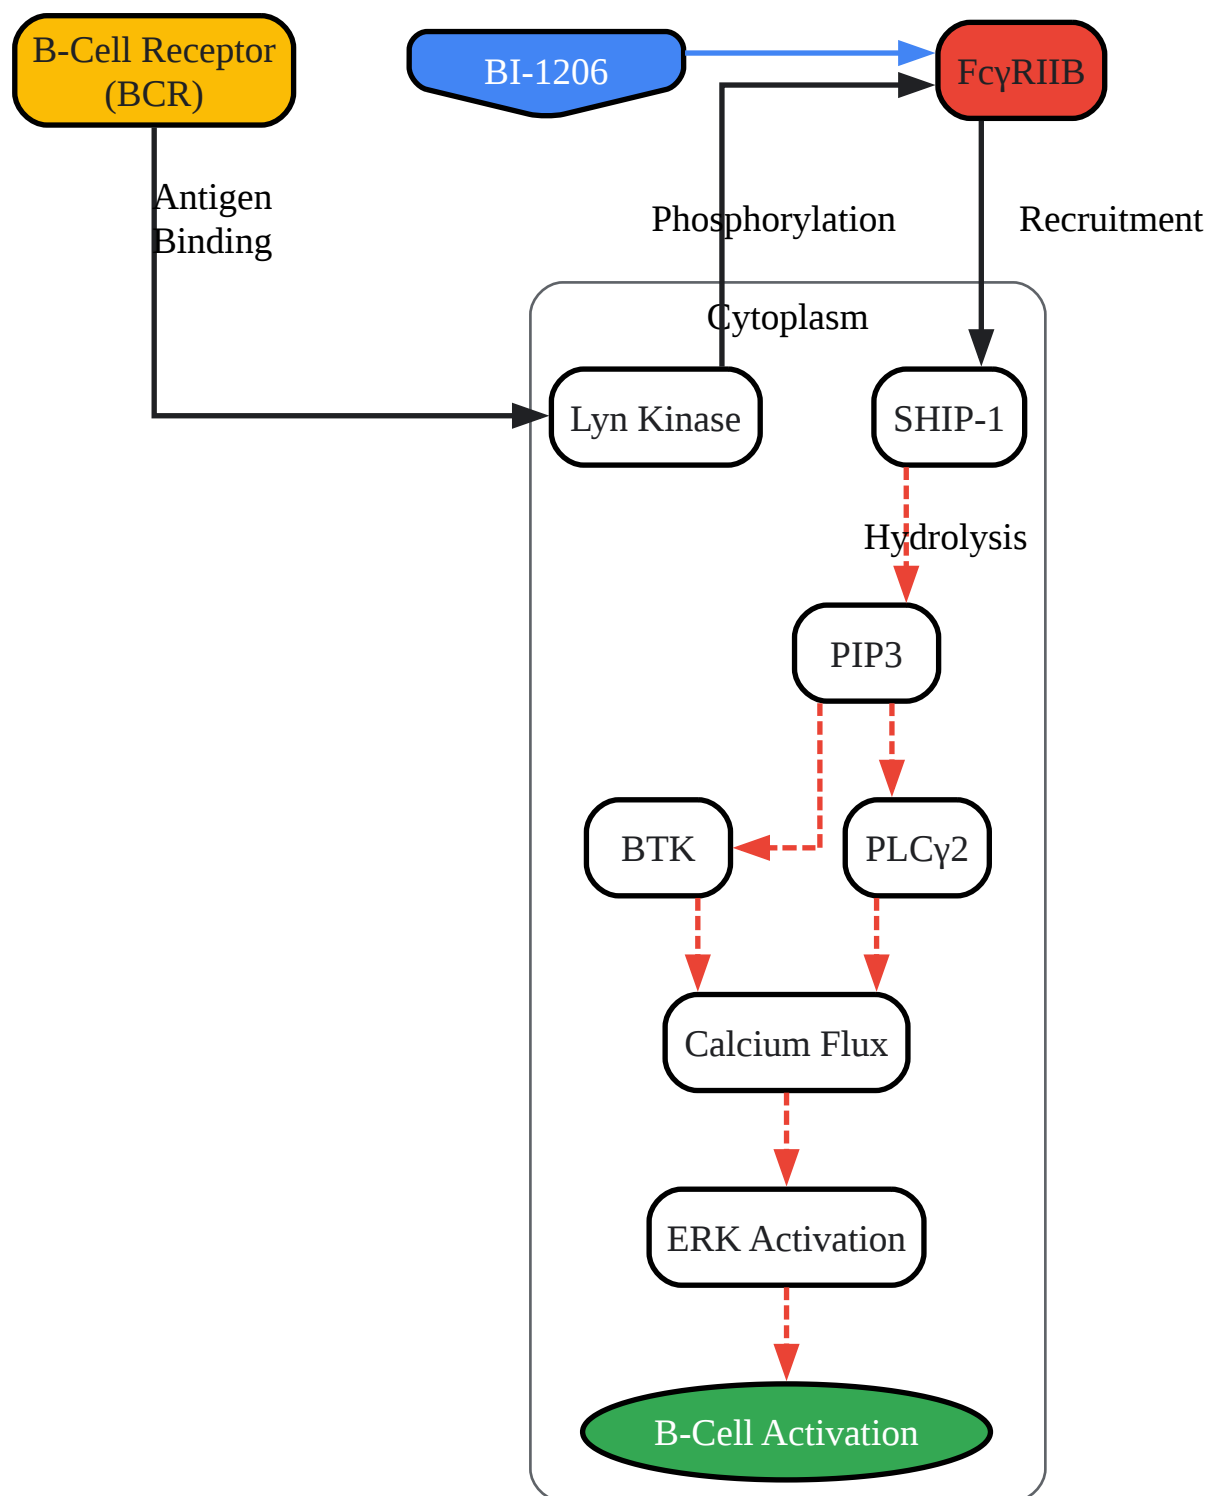 B-Cell Receptor
(BCR)
BI-1206
FcγRIIB
Antigen
Binding
Phosphorylation
Recruitment
Cytoplasm
Lyn Kinase
SHIP-1
Hydrolysis
PIP3
BTK
PLCγ2
Calcium Flux
ERK Activation
B-Cell Activation